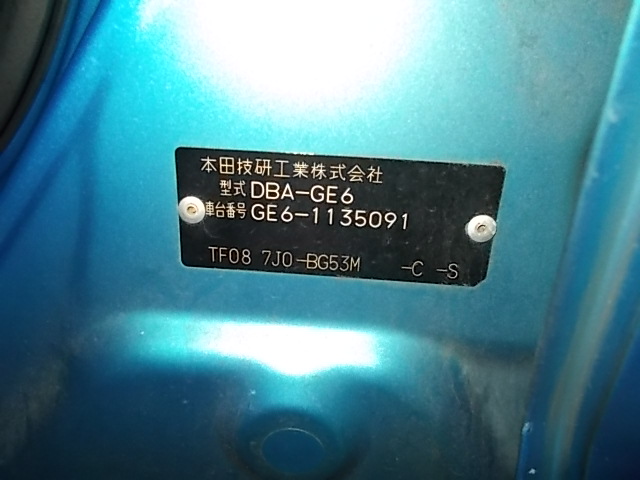 本田技研工業株式会社
型式 DBA-GE6
車台番号 GE6-1135091
TF08 7J0-BG53M -C -S